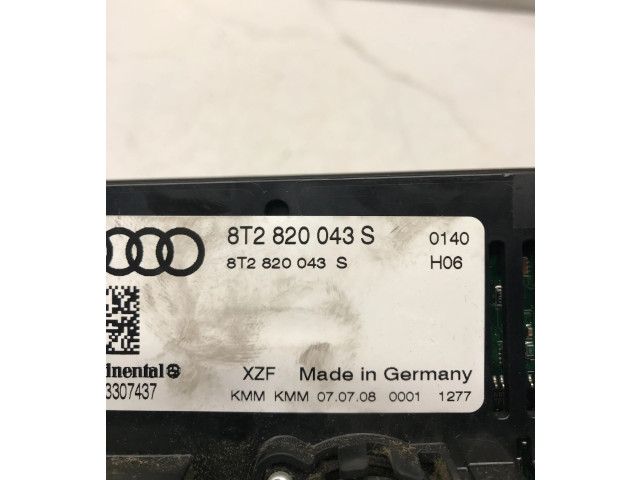 8T2 820 043 S 0140
8T2 820 043 S H06
XZF Made in Germany
3307437 KMM KMM 07.07.08 0001 1277